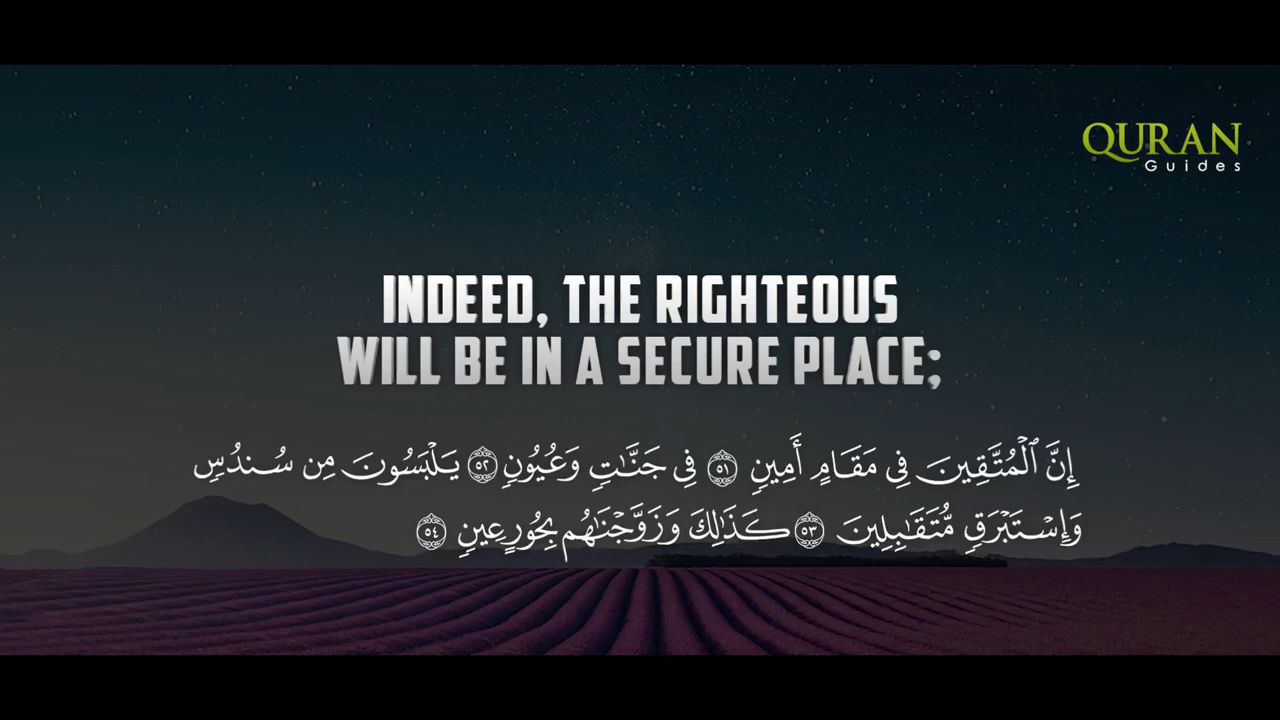 QURAN
Guides
INDEED, THE RIGHTEOUS
WILL BE IN A SECURE PLACE;
إِنَّ ٱلْمُتَّقِينَ فِى مَقَامٍ أَمِينٍ ٥١ فِى جَنَّٰتٍ وَعُيُونٍ ٥٢ يَلْبَسُونَ مِن سُندُسٍ
وَإِسْتَبْرَقٍ مُّتَقَٰبِلِينَ ٥٣ كَذَٰلِكَ وَزَوَّجْنَٰهُم بِحُورٍ عِينٍ ٥٤